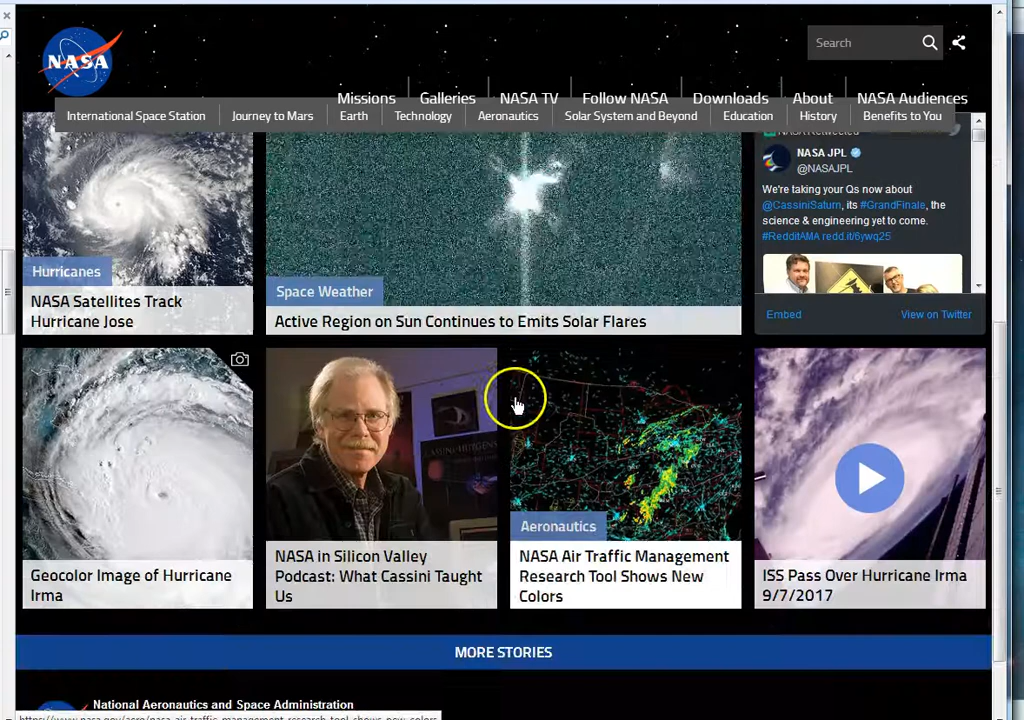 NASA
Search
Missions
Galleries
NASA TV
Follow NASA
Downloads
About
NASA Audiences
International Space Station
Journey to Mars
Earth
Technology
Aeronautics
Solar System and Beyond
Education
History
Benefits to You
Hurricanes
NASA Satellites Track
Hurricane Jose
Space Weather
Active Region on Sun Continues to Emits Solar Flares
NASA JPL
@NASAJPL
We're taking your Qs now about
@CassiniSaturn, its #GrandFinale, the
science & engineering yet to come.
#RedditAMA redd.it/6ywq25
Embed
View on Twitter
Geocolor Image of Hurricane
Irma
NASA in Silicon Valley
Podcast: What Cassini Taught
Us
Aeronautics
NASA Air Traffic Management
Research Tool Shows New
Colors
ISS Pass Over Hurricane Irma
9/7/2017
MORE STORIES
National Aeronautics and Space Administration